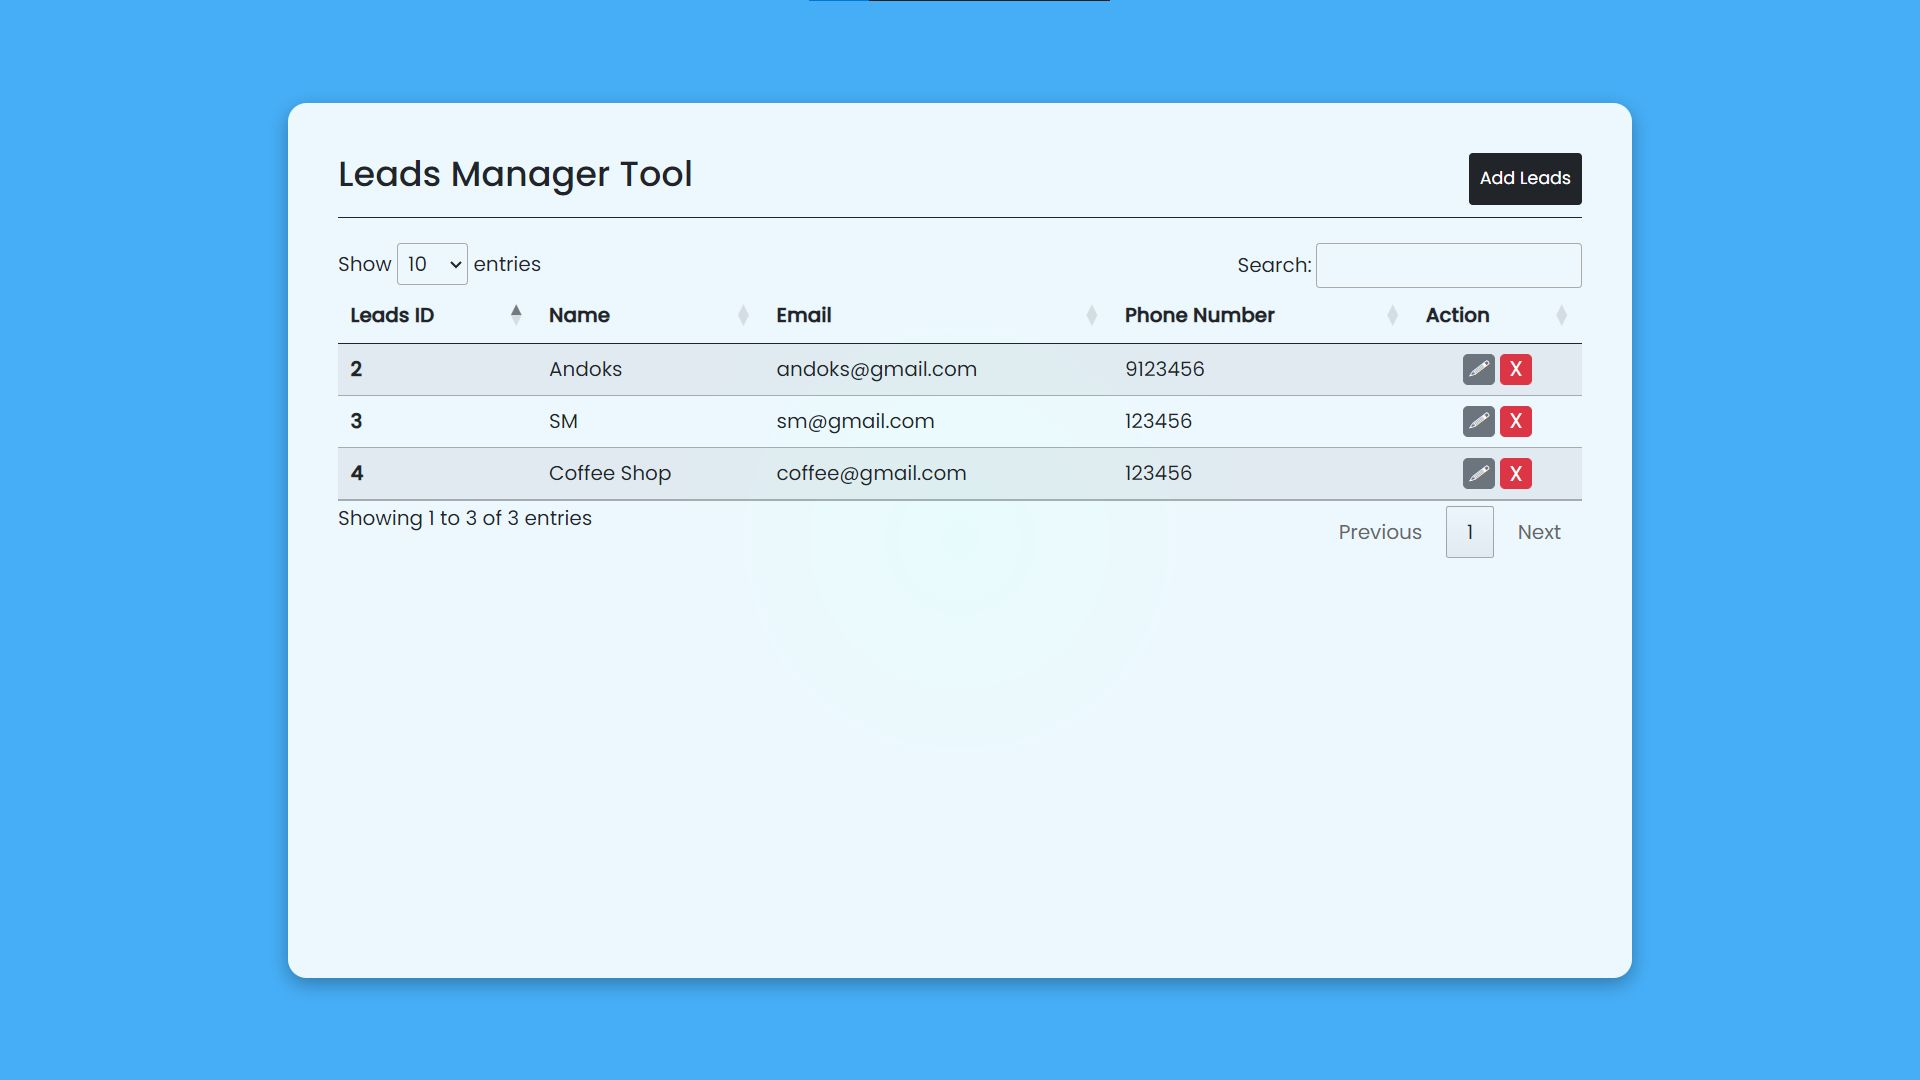 Leads Manager Tool
Add Leads
Show 10 entries
Search:
Leads ID Name Email Phone Number Action
2 Andoks andoks@gmail.com 9123456 X
3 SM sm@gmail.com 123456 X
4 Coffee Shop coffee@gmail.com 123456 X
Showing 1 to 3 of 3 entries
Previous 1 Next